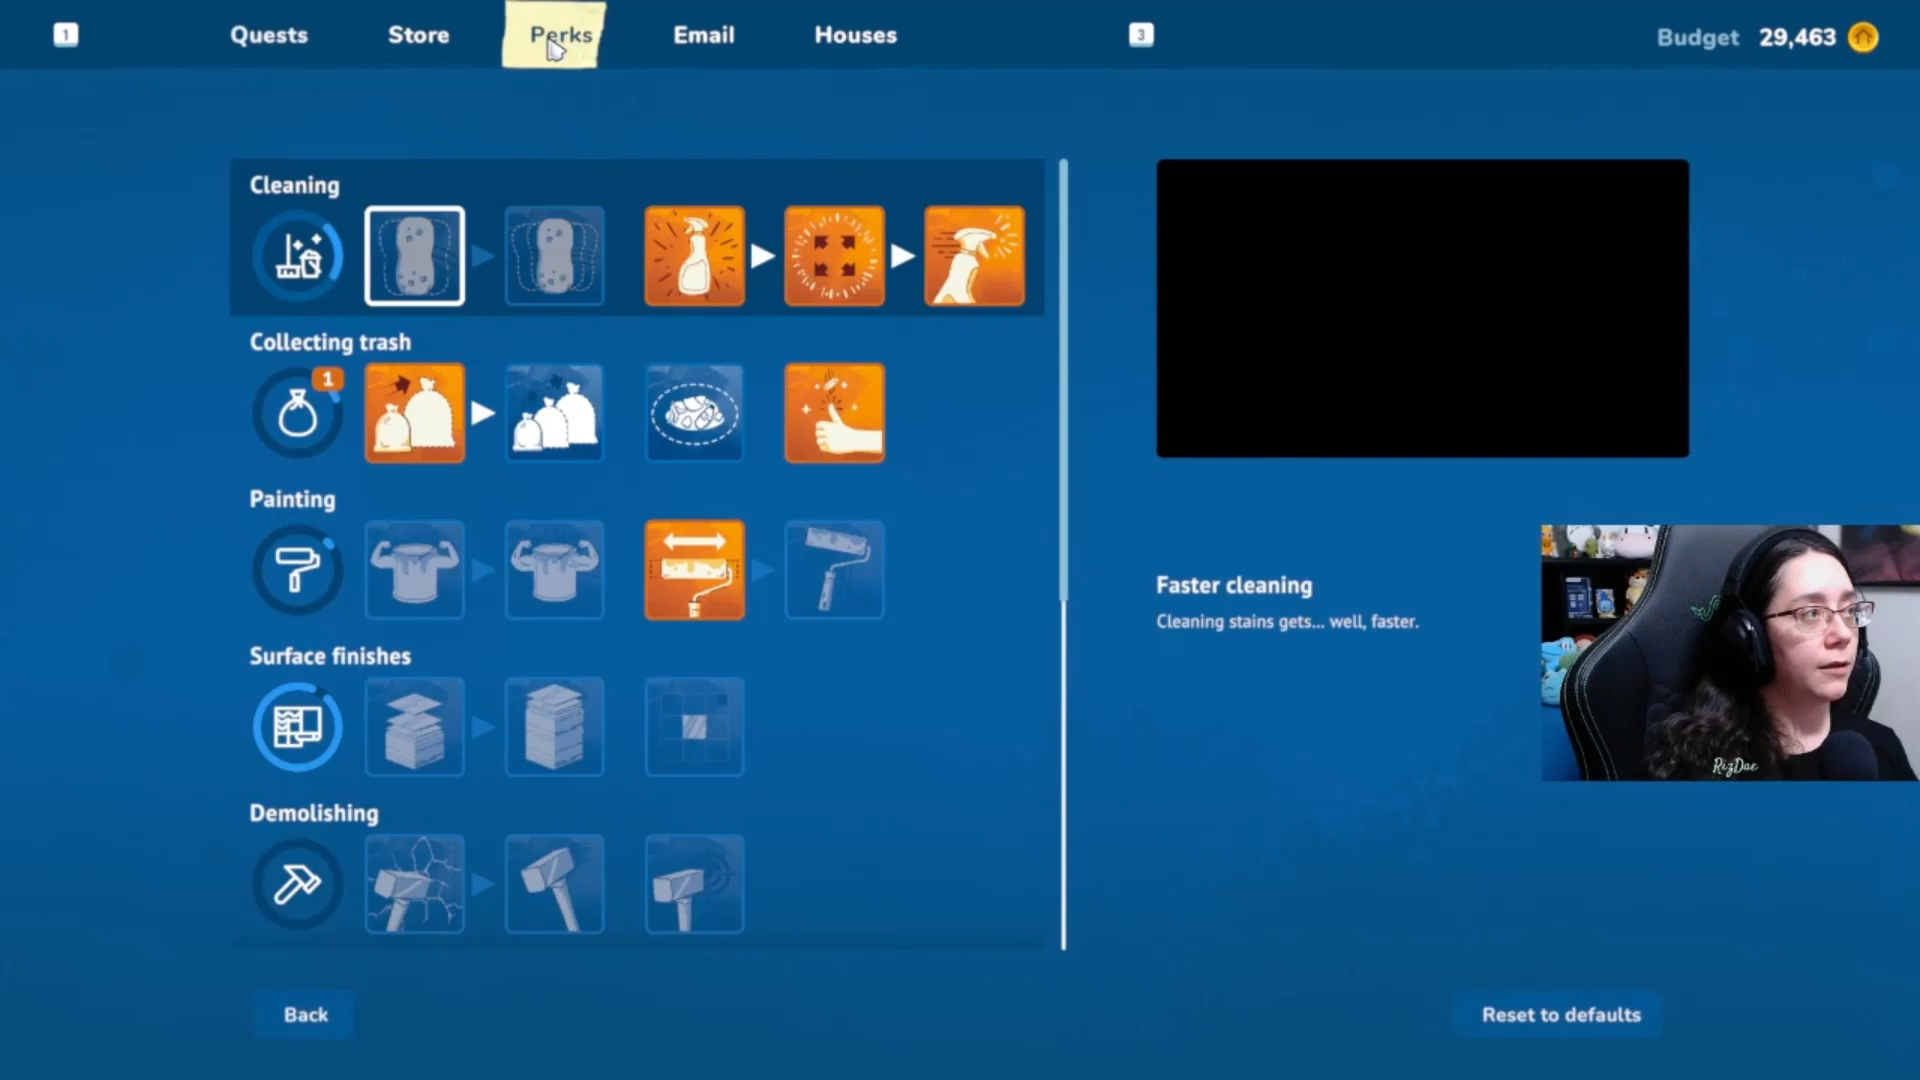 1
Quests
Store
Perks
Email
Houses
3
Budget 29,463
Cleaning
Collecting trash
1
Painting
Surface finishes
Demolishing
Faster cleaning
Cleaning stains gets... well, faster.
RizDae
Back
Reset to defaults